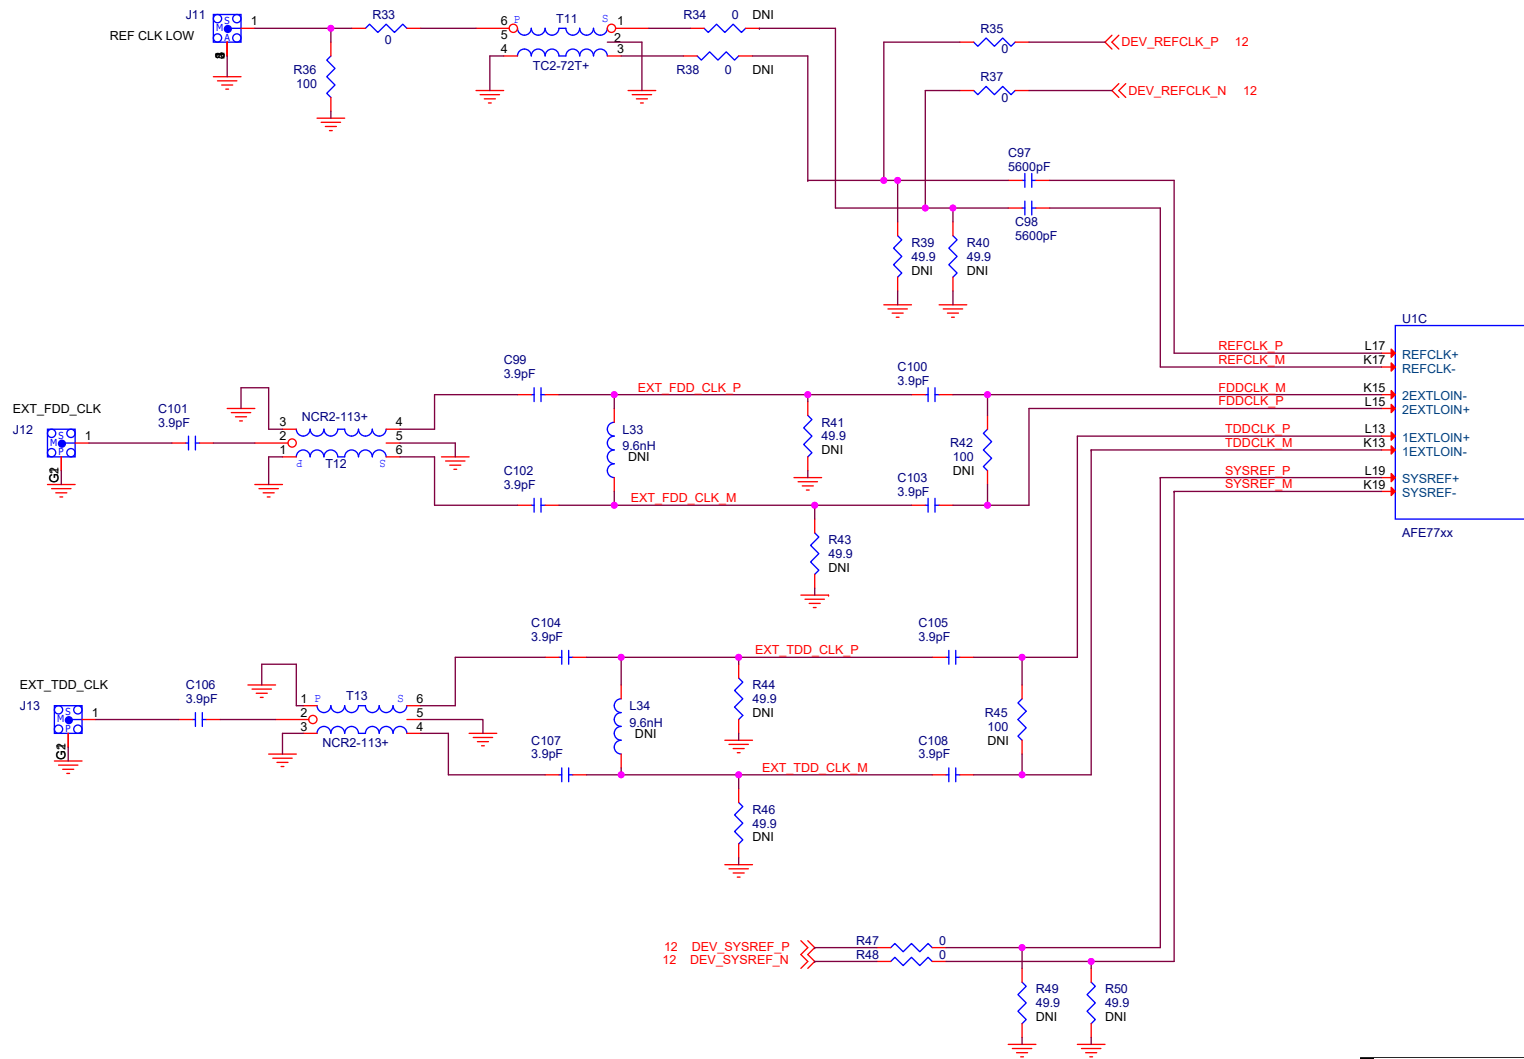 J11
REF CLK LOW
1
R33
0
R36
100
6
5
4
T11
1
2
3
TC2-72T+
R34 0 DNI
R38 0 DNI
R35
0
DEV_REFCLK_P 12
R37
0
DEV_REFCLK_N 12
C97
5600pF
C98
5600pF
R39
49.9
DNI
R40
49.9
DNI
U1C
REFCLK_P L17 REFCLK+
REFCLK_M K17 REFCLK-
FDDCLK_M K15 2EXTLOIN-
FDDCLK_P L15 2EXTLOIN+
TDDCLK_P L13 1EXTLOIN+
TDDCLK_M K13 1EXTLOIN-
SYSREF_P L19 SYSREF+
SYSREF_M K19 SYSREF-
AFE77xx
EXT_FDD_CLK
J12
1
G2
C101
3.9pF
NCR2-113+
3
2
1
4
5
6
T12
C99
3.9pF
C102
3.9pF
EXT_FDD_CLK_P
L33
9.6nH
DNI
EXT_FDD_CLK_M
R41
49.9
DNI
C100
3.9pF
R42
100
DNI
C103
3.9pF
R43
49.9
DNI
EXT_TDD_CLK
J13
1
G2
C106
3.9pF
1
2
3
T13
6
5
4
NCR2-113+
C104
3.9pF
C107
3.9pF
EXT_TDD_CLK_P
L34
9.6nH
DNI
R44
49.9
DNI
EXT_TDD_CLK_M
C105
3.9pF
R45
100
DNI
C108
3.9pF
R46
49.9
DNI
12 DEV_SYSREF_P R47 0
12 DEV_SYSREF_N R48 0
R49
49.9
DNI
R50
49.9
DNI